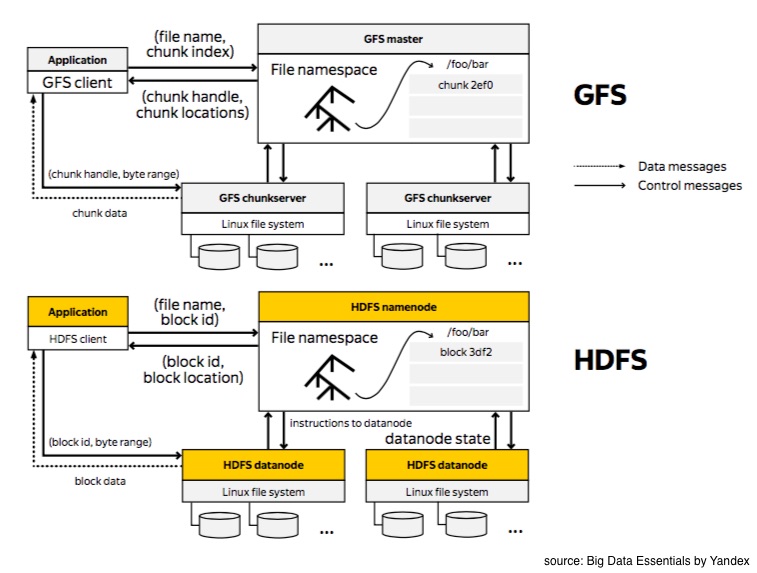 (file name,
chunk index)
GFS master
Application
GFS client
File namespace
/foo/bar
chunk 2ef0
(chunk handle,
chunk locations)
GFS
Data messages
Control messages
(chunk handle, byte range)
chunk data
GFS chunkserver
Linux file system
...
GFS chunkserver
Linux file system
...
(file name,
block id)
HDFS namenode
Application
HDFS client
File namespace
/foo/bar
block 3df2
(block id,
block location)
HDFS
instructions to datanode
datanode state
(block id, byte range)
block data
HDFS datanode
Linux file system
...
HDFS datanode
Linux file system
...
source: Big Data Essentials by Yandex